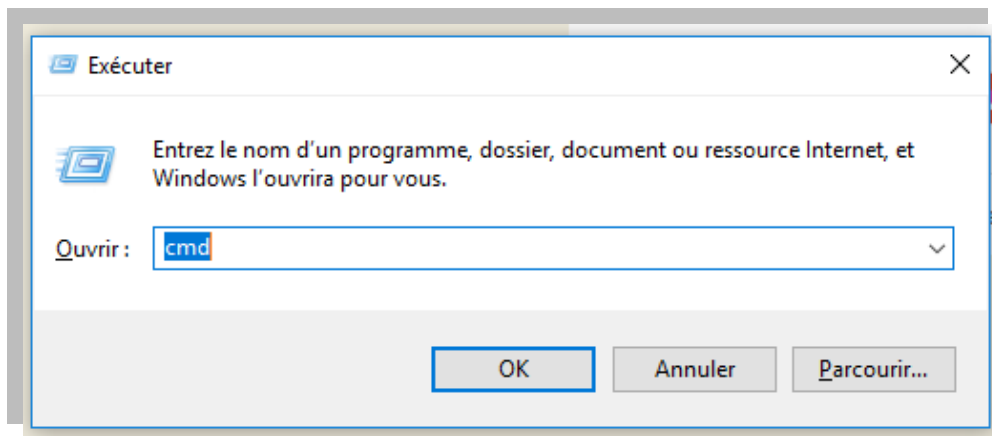 Exécuter
Entrez le nom d'un programme, dossier, document ou ressource Internet, et
Windows l'ouvrira pour vous.
Ouvrir : cmd
OK Annuler Parcourir...